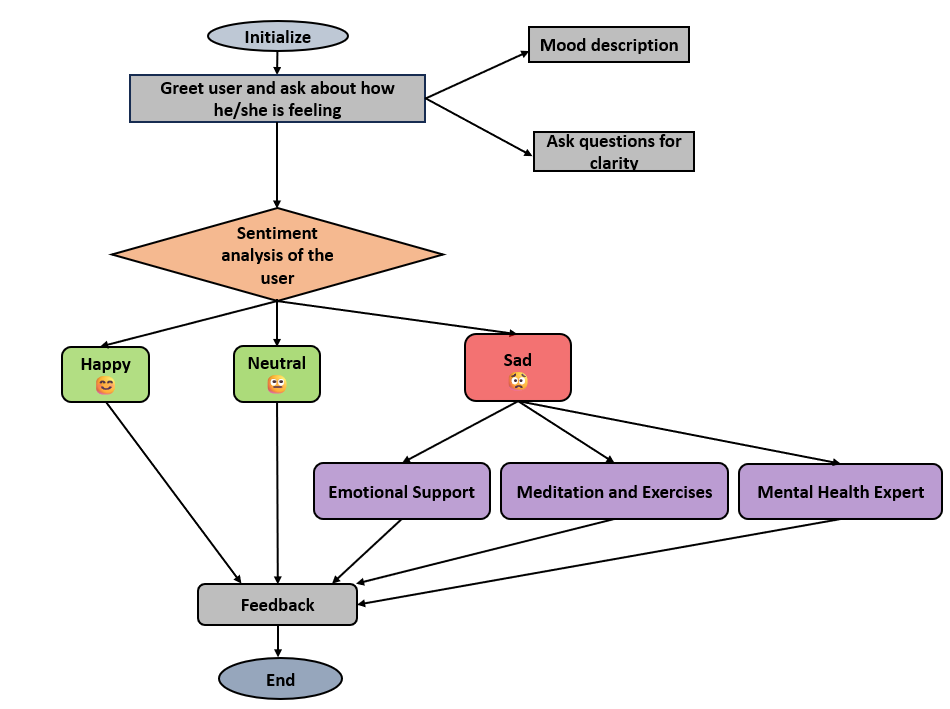 Initialize
Mood description
Greet user and ask about how
he/she is feeling
Ask questions for
clarity
Sentiment
analysis of the
user
Happy
Neutral
Sad
Emotional Support
Meditation and Exercises
Mental Health Expert
Feedback
End